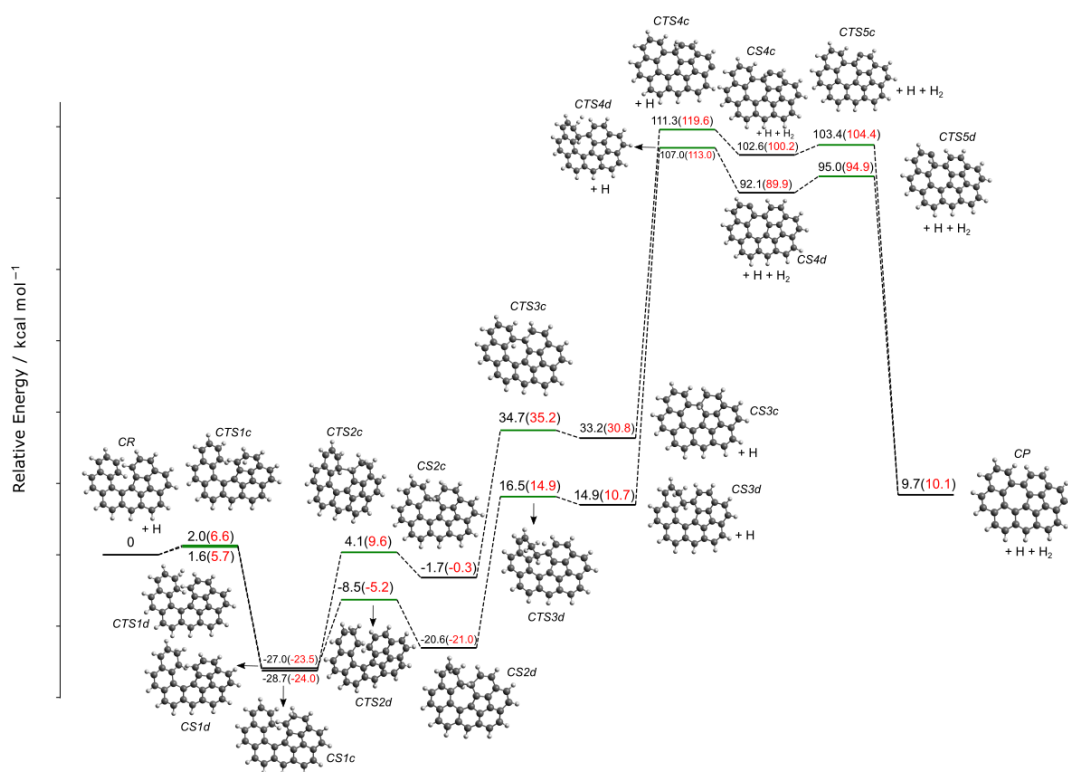 CTS4c
CS4c
CTS5c
+ H
+ H + H₂
CTS4d
111.3(119.6)
+ H + H₂
103.4(104.4)
102.6(100.2)
CTS5d
107.0(113.0)
95.0(94.9)
+ H
92.1(89.9)
+ H + H₂
CS4d
+ H + H₂
CTS3c
Relative Energy / kcal mol⁻¹
34.7(35.2)
33.2(30.8)
CS3c
+ H
CR
CTS1c
CTS2c
CS2c
CP
16.5(14.9)
14.9(10.7)
CS3d
9.7(10.1)
+ H
+ H
0
2.0(6.6)
1.6(5.7)
4.1(9.6)
-1.7(-0.3)
+ H + H₂
CTS1d
-8.5(-5.2)
CTS3d
-20.6(-21.0)
-27.0(-23.5)
-28.7(-24.0)
CS1d
CTS2d
CS2d
CS1c